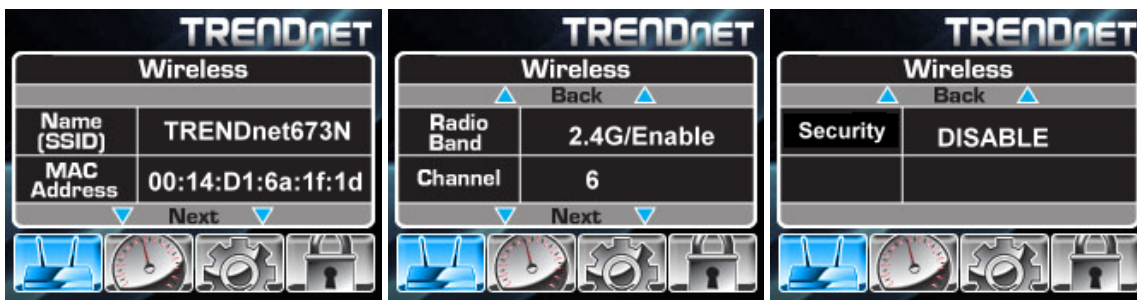 TRENDnet
Wireless
Name
(SSID)
TRENDnet673N
MAC
Address
00:14:D1:6a:1f:1d
Next
TRENDnet
Wireless
Back
Radio
Band
2.4G/Enable
Channel
6
Next
TRENDnet
Wireless
Back
Security
DISABLE